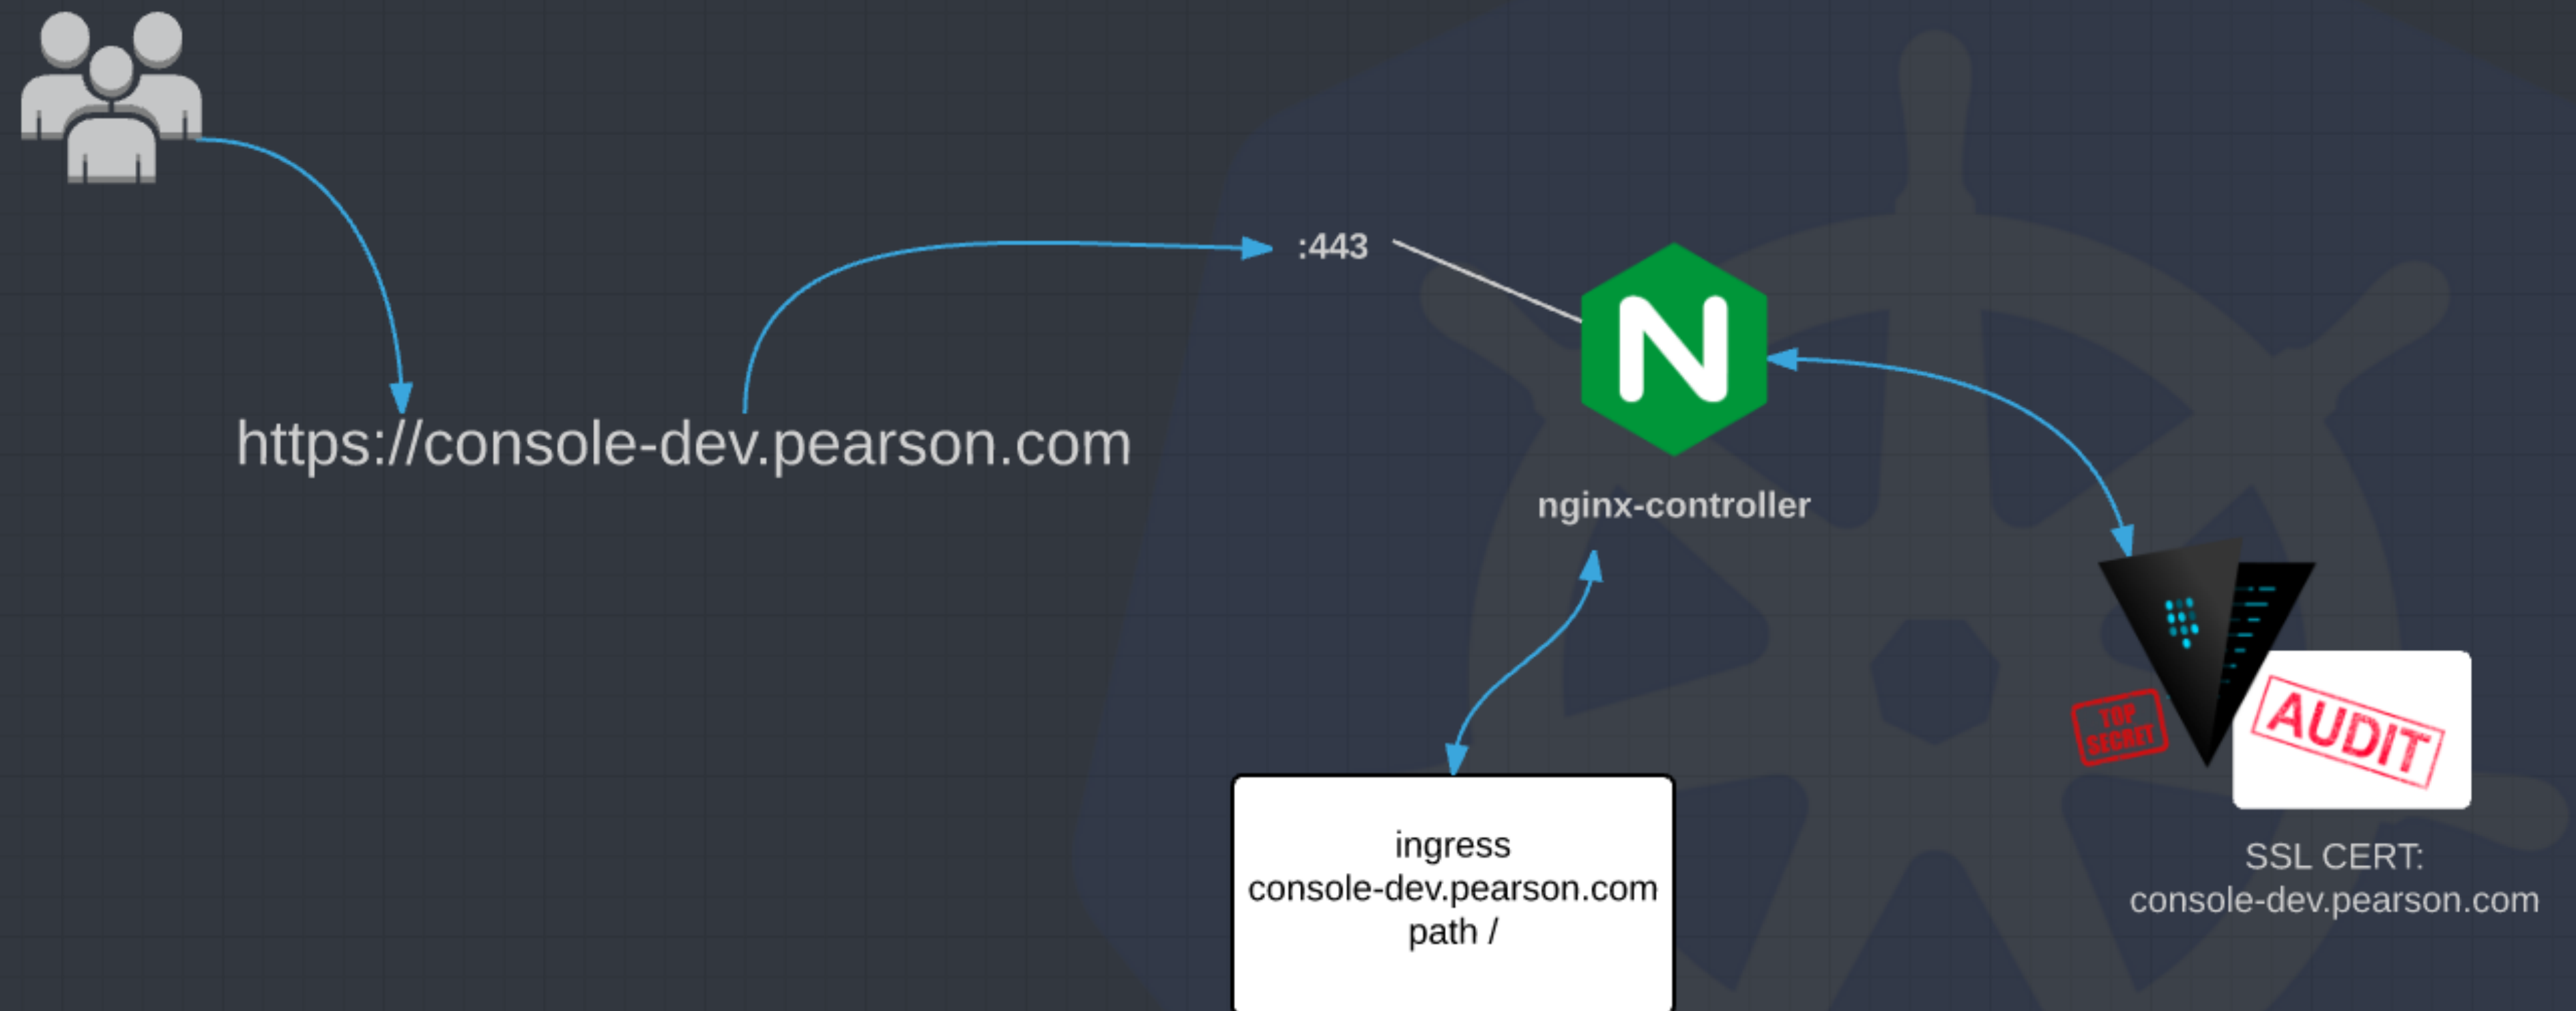 https://console-dev.pearson.com
:443
N
nginx-controller
ingress
console-dev.pearson.com
path /
TOP
SECRET
AUDIT
SSL CERT:
console-dev.pearson.com